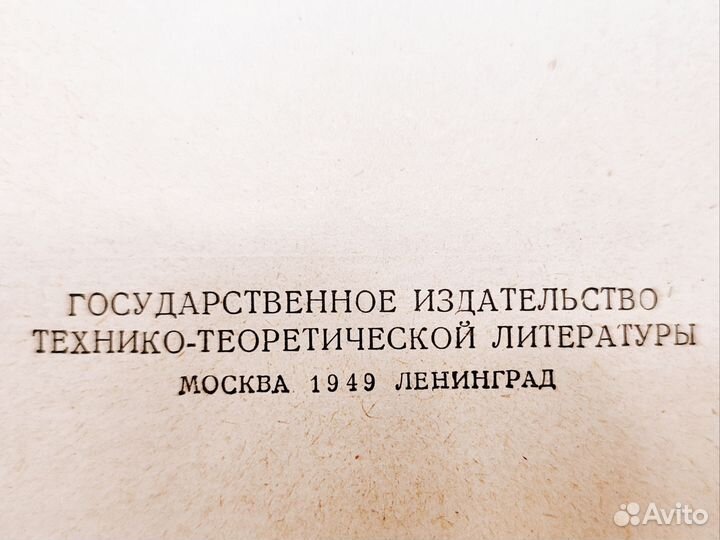 ГОСУДАРСТВЕННОЕ ИЗДАТЕЛЬСТВО
ТЕХНИКО-ТЕОРЕТИЧЕСКОЙ ЛИТЕРАТУРЫ
МОСКВА 1949 ЛЕНИНГРАД
Avito